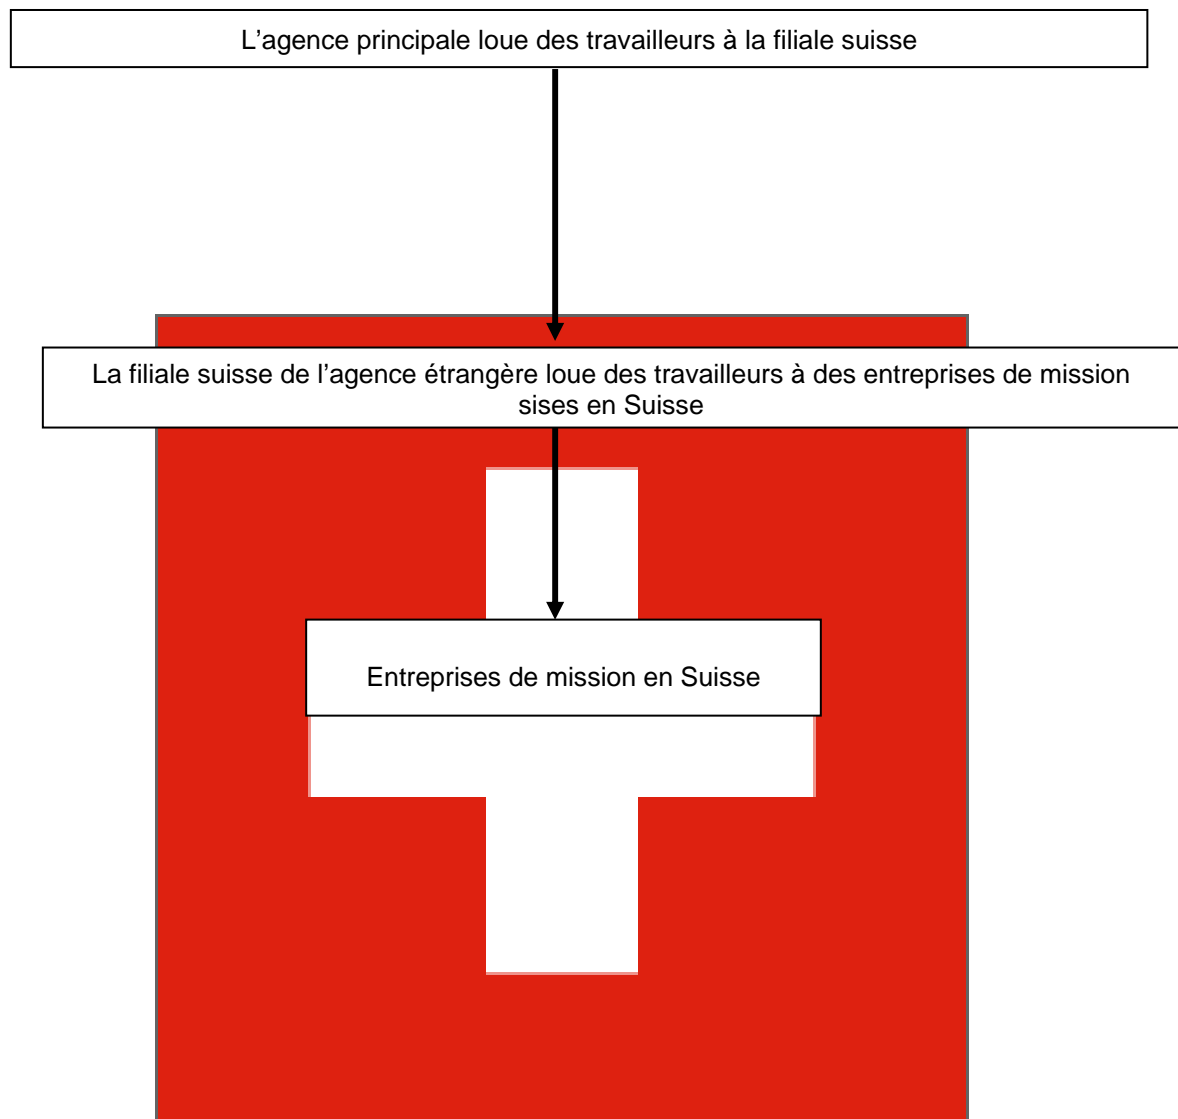 L’agence principale loue des travailleurs à la filiale suisse
La filiale suisse de l’agence étrangère loue des travailleurs à des entreprises de mission
sises en Suisse
Entreprises de mission en Suisse